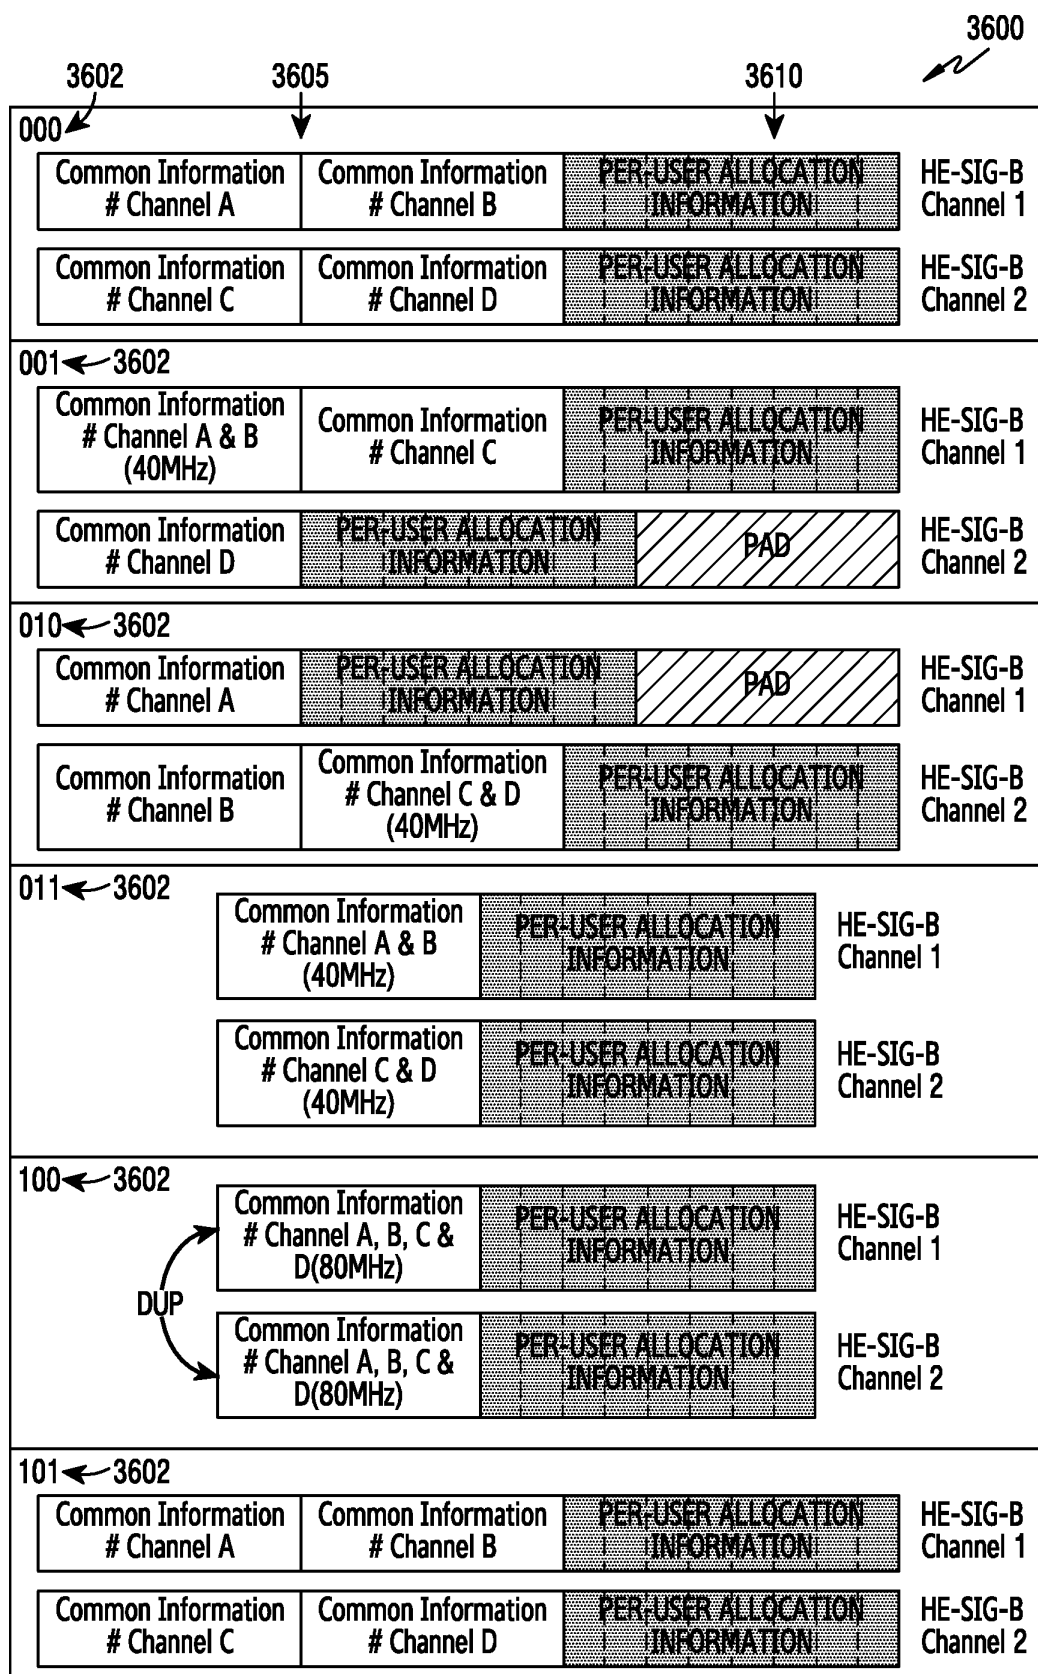 3600
3602 3605 3610
000
Common Information
# Channel A
Common Information
# Channel B
PER-USER ALLOCATION
INFORMATION
HE-SIG-B
Channel 1
Common Information
# Channel C
Common Information
# Channel D
PER-USER ALLOCATION
INFORMATION
HE-SIG-B
Channel 2
001 3602
Common Information
# Channel A & B
(40MHz)
Common Information
# Channel C
PER-USER ALLOCATION
INFORMATION
HE-SIG-B
Channel 1
Common Information
# Channel D
PER-USER ALLOCATION
INFORMATION
PAD
HE-SIG-B
Channel 2
010 3602
Common Information
# Channel A
PER-USER ALLOCATION
INFORMATION
PAD
HE-SIG-B
Channel 1
Common Information
# Channel B
Common Information
# Channel C & D
(40MHz)
PER-USER ALLOCATION
INFORMATION
HE-SIG-B
Channel 2
011 3602
Common Information
# Channel A & B
(40MHz)
PER-USER ALLOCATION
INFORMATION
HE-SIG-B
Channel 1
Common Information
# Channel C & D
(40MHz)
PER-USER ALLOCATION
INFORMATION
HE-SIG-B
Channel 2
100 3602
Common Information
# Channel A, B, C &
D(80MHz)
PER-USER ALLOCATION
INFORMATION
HE-SIG-B
Channel 1
DUP
Common Information
# Channel A, B, C &
D(80MHz)
PER-USER ALLOCATION
INFORMATION
HE-SIG-B
Channel 2
101 3602
Common Information
# Channel A
Common Information
# Channel B
PER-USER ALLOCATION
INFORMATION
HE-SIG-B
Channel 1
Common Information
# Channel C
Common Information
# Channel D
PER-USER ALLOCATION
INFORMATION
HE-SIG-B
Channel 2